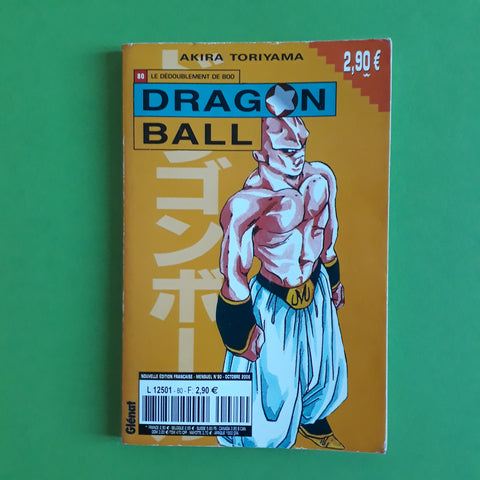 AKIRA TORIYAMA
2,90 €
80 LE DÉDOUBLEMENT DE BOO
DRAGON
BALL
ゴンボー
NOUVELLE ÉDITION FRANÇAISE - MENSUEL N°80 - OCTOBRE 2006
L 12501 - 80 - F: 2,90 €
Glénat